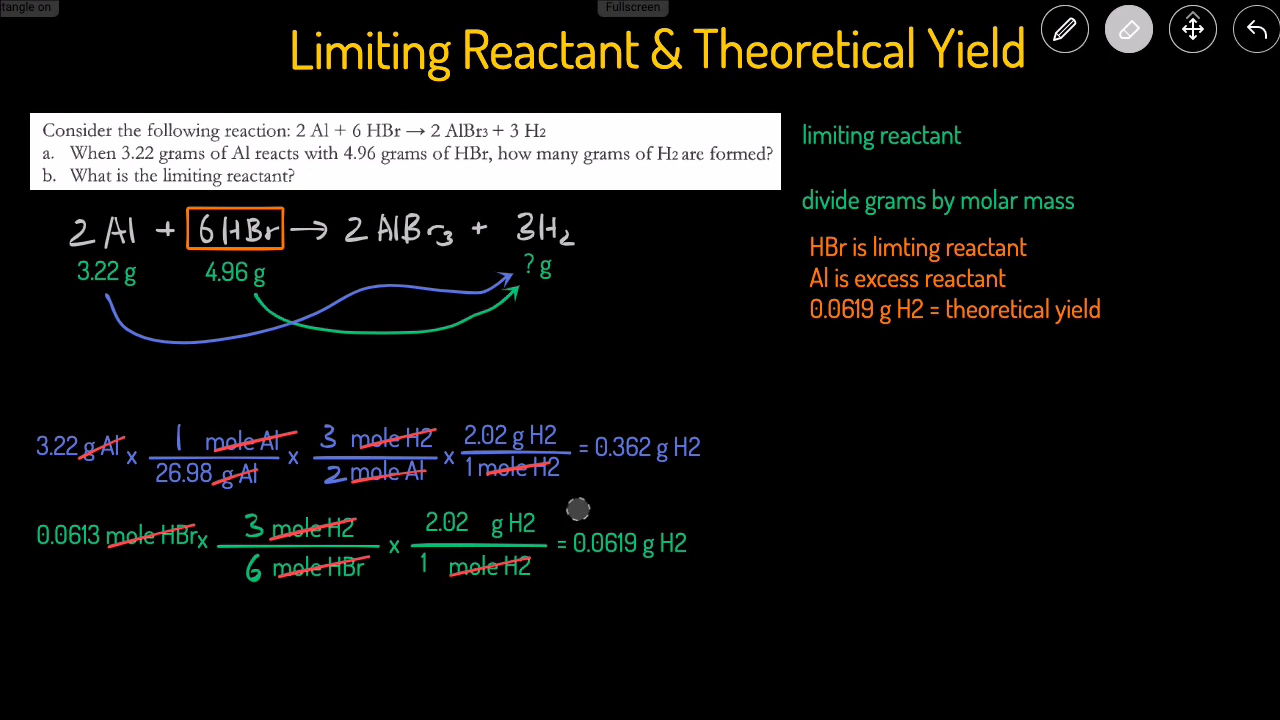 tangle on
Fullscreen
Limiting Reactant & Theoretical Yield
Consider the following reaction: 2 Al + 6 HBr → 2 AlBr3 + 3 H2
a. When 3.22 grams of Al reacts with 4.96 grams of HBr, how many grams of H2 are formed?
b. What is the limiting reactant?
limiting reactant
divide grams by molar mass
HBr is limting reactant
Al is excess reactant
0.0619 g H2 = theoretical yield
2 Al + 6 HBr → 2 AlBr3 + 3H2
3.22 g 4.96 g ? g
1 mole Al 3 mole H2 2.02 g H2
3.22 g Al x x x = 0.362 g H2
26.98 g Al 2 mole Al 1 mole H2
3 mole H2 2.02 g H2
0.0613 mole HBr x x = 0.0619 g H2
6 mole HBr 1 mole H2